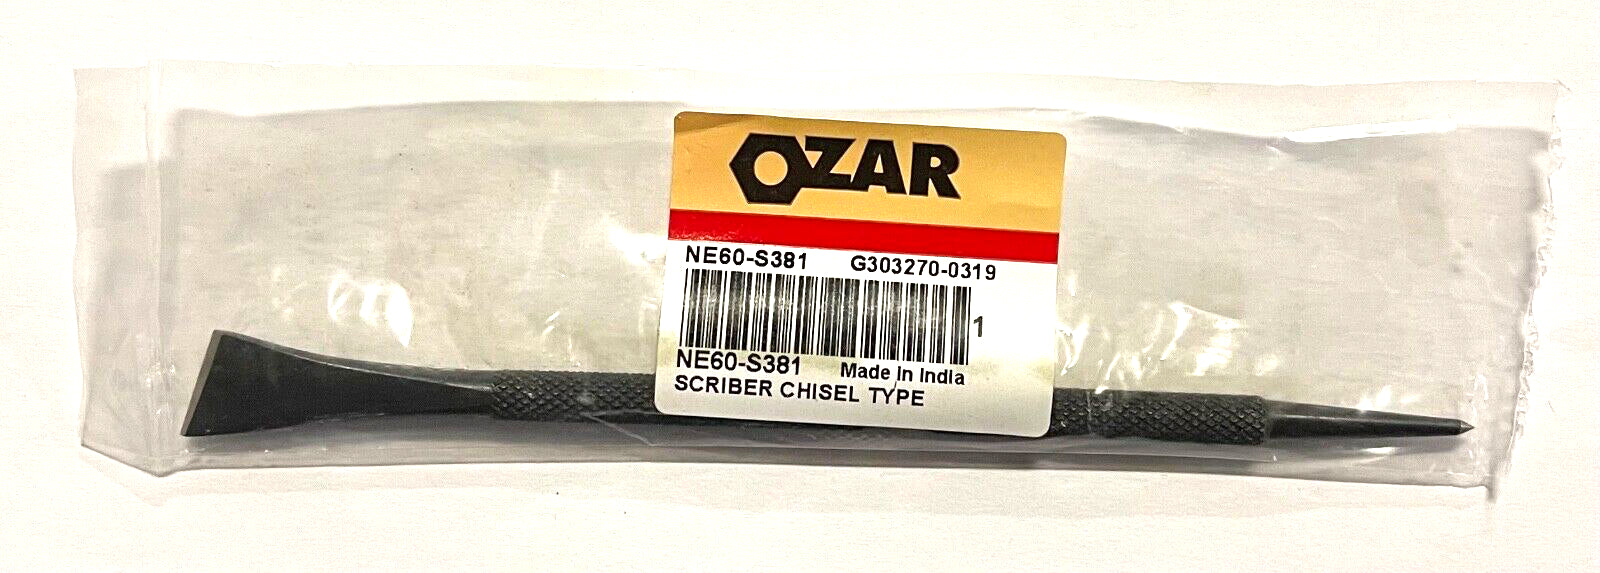 OZAR
NE60-S381 G303270-0319
1
NE60-S381 Made in India
SCRIBER CHISEL TYPE